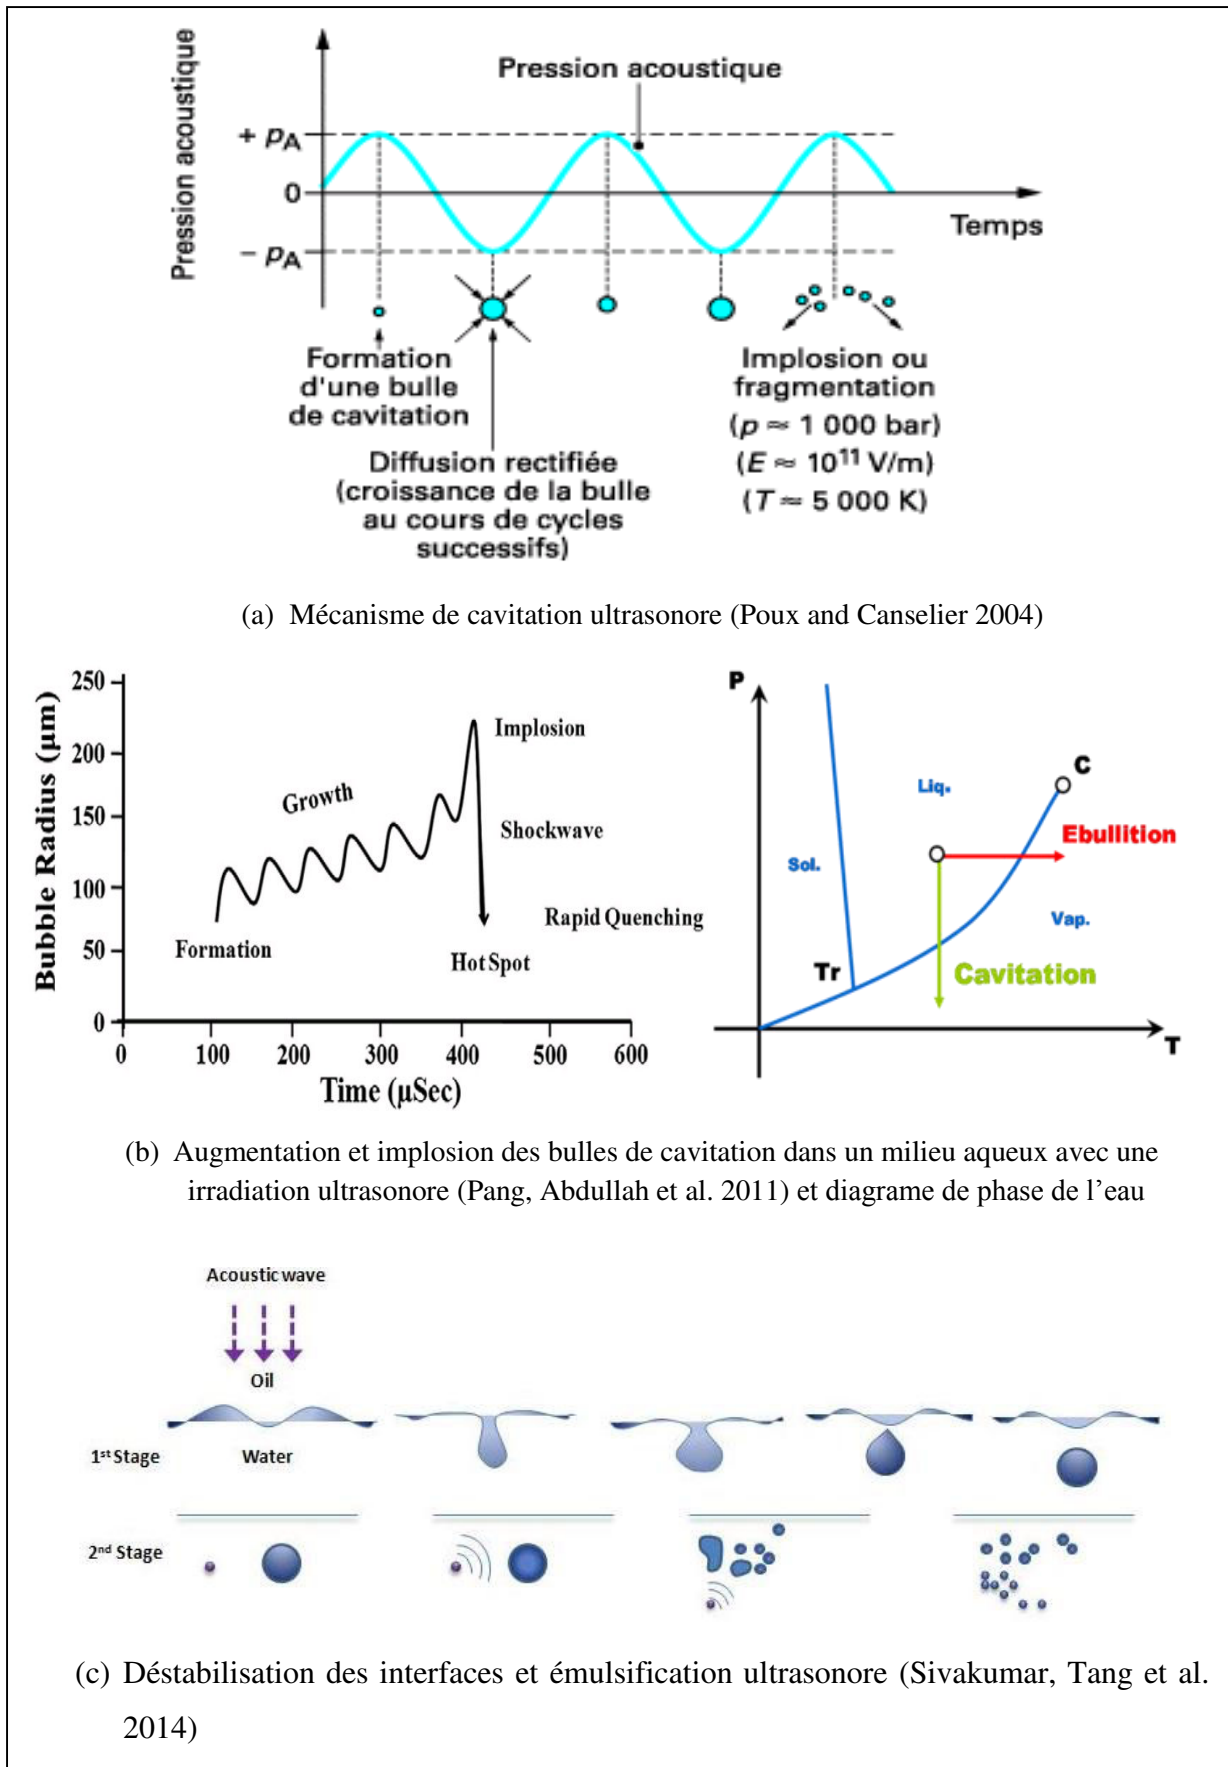 Pression acoustique
Pression acoustique
+ pA
0
Temps
– pA
Formation
d'une bulle
de cavitation
Implosion ou
fragmentation
(p ≈ 1 000 bar)
(E ≈ 10¹¹ V/m)
(T ≈ 5 000 K)
Diffusion rectifiée
(croissance de la bulle
au cours de cycles
successifs)
(a) Mécanisme de cavitation ultrasonore (Poux and Canselier 2004)
Bubble Radius (µm)
250
200
150
100
50
0
Implosion
Growth
Shockwave
Rapid Quenching
Formation
Hot Spot
0 100 200 300 400 500 600
Time (µSec)
P
C
Liq.
Ebullition
Sol.
Vap.
Tr
Cavitation
T
(b) Augmentation et implosion des bulles de cavitation dans un milieu aqueux avec une
irradiation ultrasonore (Pang, Abdullah et al. 2011) et diagrame de phase de l’eau
Acoustic wave
Oil
1st Stage
Water
2nd Stage
(c) Déstabilisation des interfaces et émulsification ultrasonore (Sivakumar, Tang et al.
2014)